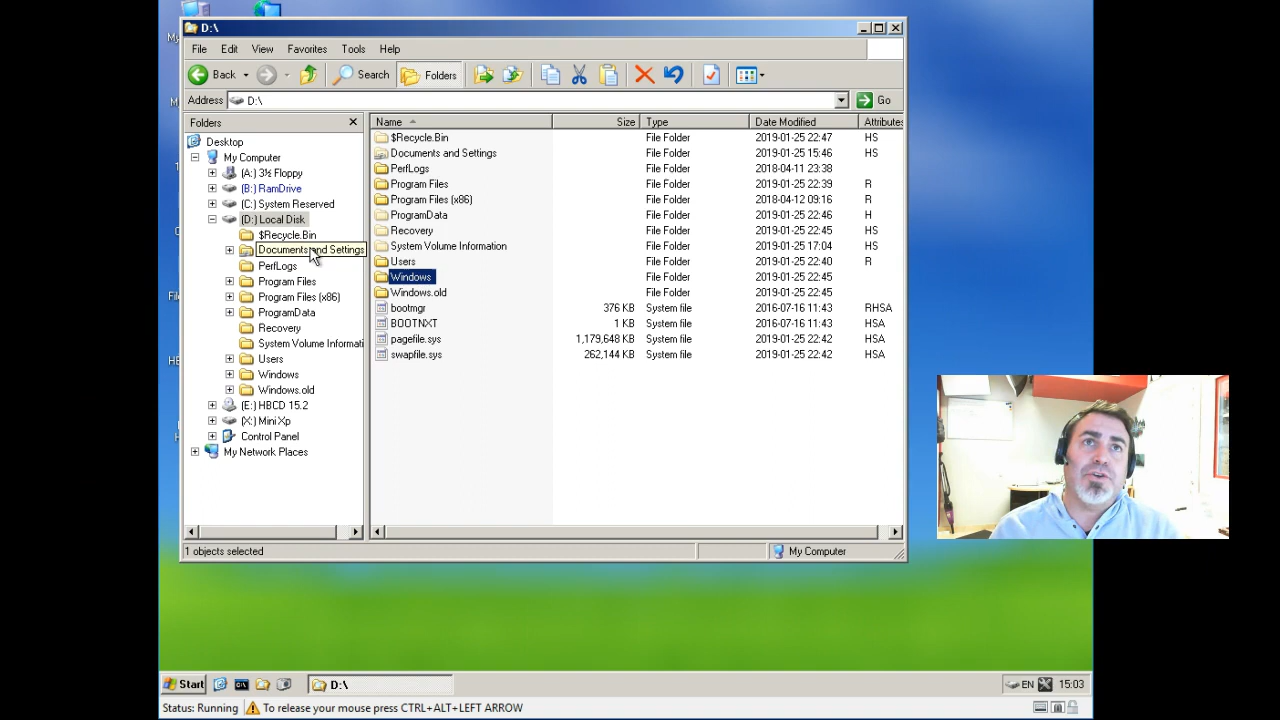 D:\
File Edit View Favorites Tools Help
Back Search Folders
Address D:\ Go
Folders
Name Size Type Date Modified Attributes
Desktop
My Computer
(A:) 3½ Floppy
(B:) RamDrive
(C:) System Reserved
(D:) Local Disk
$Recycle.Bin
Documents and Settings
PerfLogs
Program Files
Program Files (x86)
ProgramData
Recovery
System Volume Informati
Users
Windows
Windows.old
(E:) HBCD 15.2
(X:) MiniXp
Control Panel
My Network Places
$Recycle.Bin File Folder 2019-01-25 22:47 HS
Documents and Settings File Folder 2019-01-25 15:46 HS
PerfLogs File Folder 2018-04-11 23:38
Program Files File Folder 2019-01-25 22:39 R
Program Files (x86) File Folder 2018-04-12 09:16 R
ProgramData File Folder 2019-01-25 22:46 H
Recovery File Folder 2019-01-25 22:45 HS
System Volume Information File Folder 2019-01-25 17:04 HS
Users File Folder 2019-01-25 22:40 R
Windows File Folder 2019-01-25 22:45
Windows.old File Folder 2019-01-25 22:45
bootmgr 376 KB System file 2016-07-16 11:43 RHSA
BOOTNXT 1 KB System file 2016-07-16 11:43 HSA
pagefile.sys 1,179,648 KB System file 2019-01-25 22:42 HSA
swapfile.sys 262,144 KB System file 2019-01-25 22:42 HSA
1 objects selected My Computer
Start D:\ EN 15:03
Status: Running To release your mouse press CTRL+ALT+LEFT ARROW